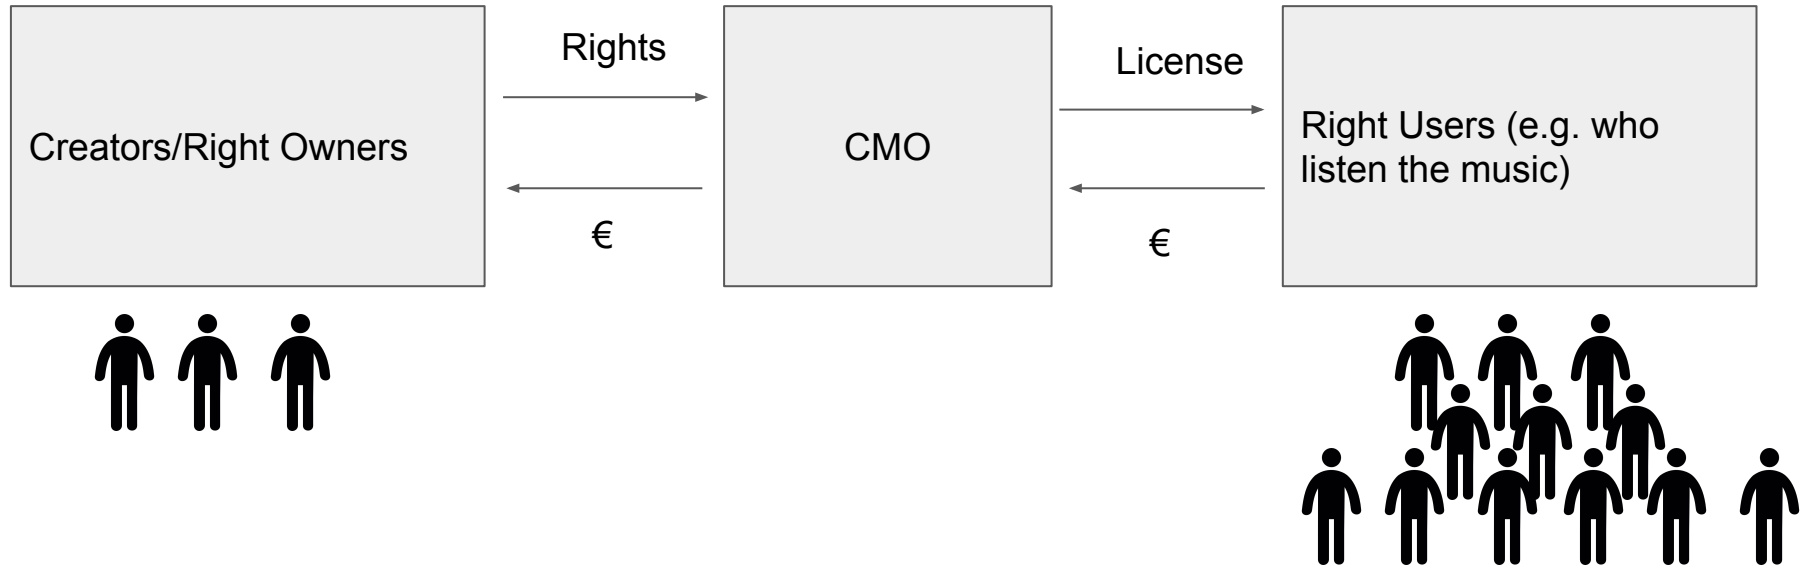 Rights
License
Creators/Right Owners
CMO
Right Users (e.g. who
listen the music)
€
€